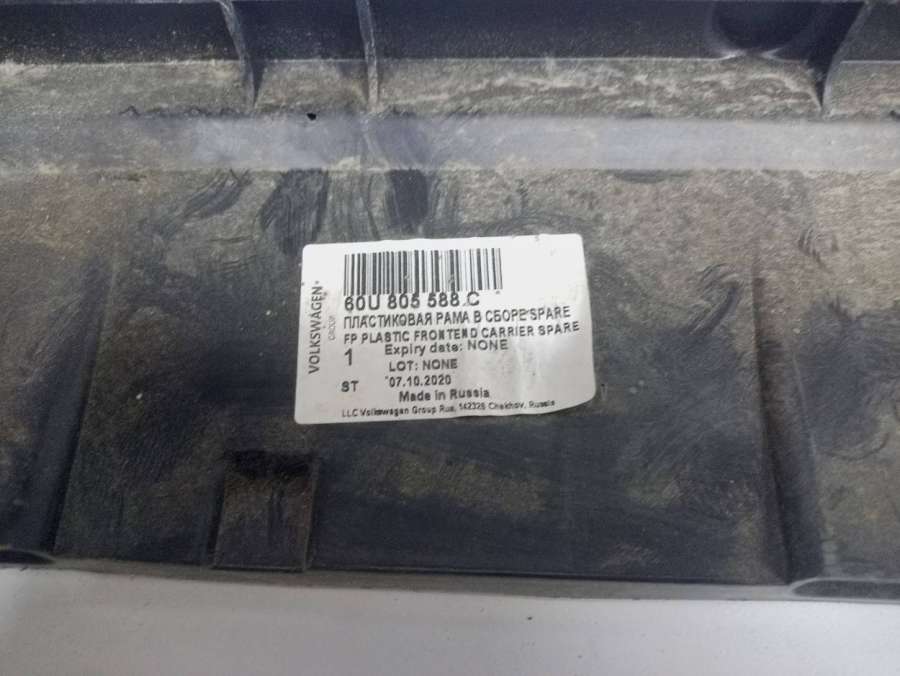 VOLKSWAGEN
GROUP
60U 805 588 C
ПЛАСТИКОВАЯ РАМА В СБОРЕ SPARE
FP PLASTIC FRONTEND CARRIER SPARE
1 Expiry date: NONE
LOT: NONE
ST 07.10.2020
Made in Russia
LLC Volkswagen Group Rus, 142326 Chekhov, Russia